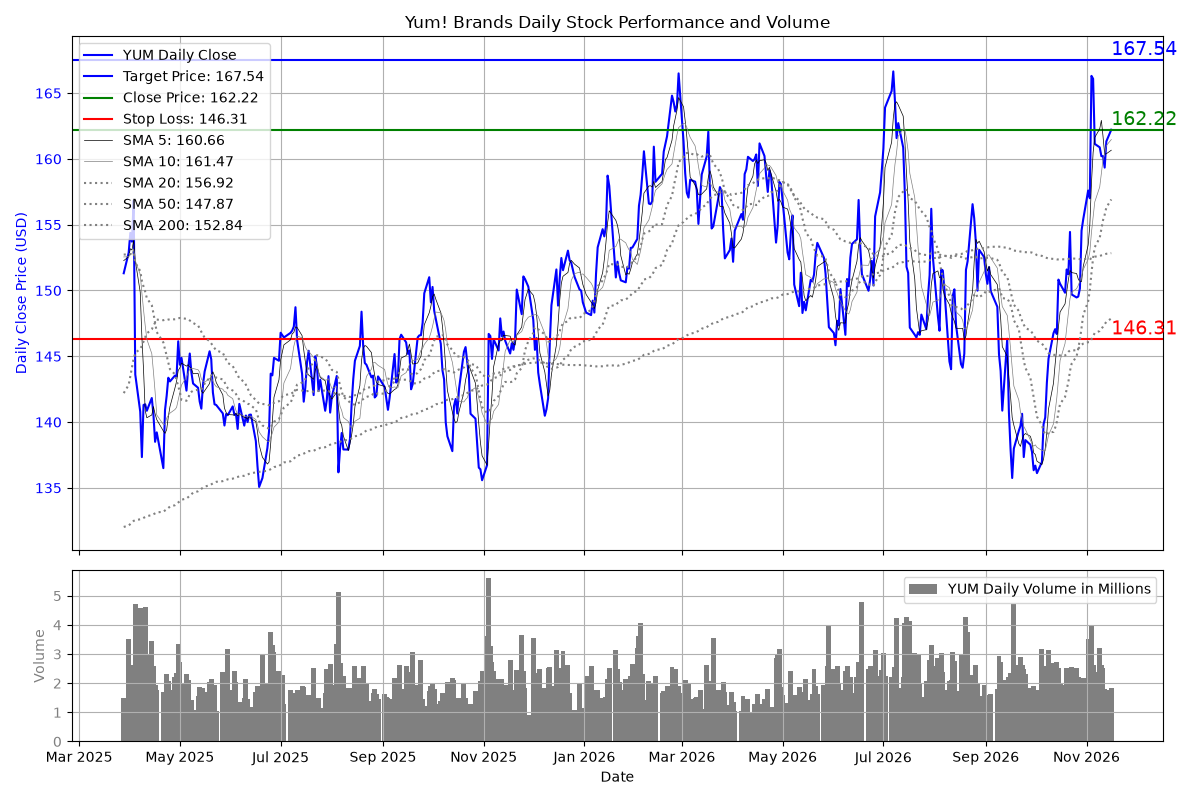 Yum! Brands Daily Stock Performance and Volume
YUM Daily Close
Target Price: 167.54
Close Price: 162.22
Stop Loss: 146.31
SMA 5: 160.66
SMA 10: 161.47
SMA 20: 156.92
SMA 50: 147.87
SMA 200: 152.84
167.54
162.22
146.31
165
160
155
150
145
140
135
Daily Close Price (USD)
YUM Daily Volume in Millions
5
4
3
2
1
0
Volume
Mar 2025 May 2025 Jul 2025 Sep 2025 Nov 2025 Jan 2026 Mar 2026 May 2026 Jul 2026 Sep 2026 Nov 2026
Date